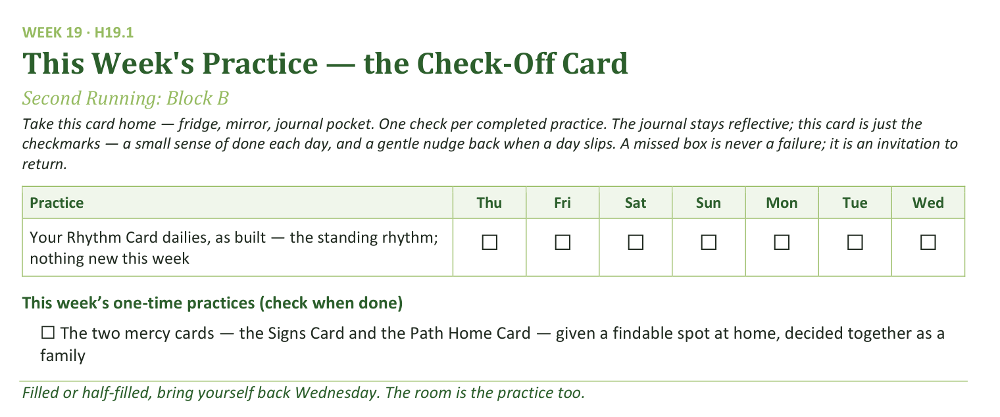 WEEK 19 · H19.1
This Week's Practice — the Check-Off Card
Second Running: Block B
Take this card home — fridge, mirror, journal pocket. One check per completed practice. The journal stays reflective; this card is just the
checkmarks — a small sense of done each day, and a gentle nudge back when a day slips. A missed box is never a failure; it is an invitation to
return.
Practice Thu Fri Sat Sun Mon Tue Wed
Your Rhythm Card dailies, as built — the standing rhythm; ☐ ☐ ☐ ☐ ☐ ☐ ☐
nothing new this week
This week’s one-time practices (check when done)
☐ The two mercy cards — the Signs Card and the Path Home Card — given a findable spot at home, decided together as a
family
Filled or half-filled, bring yourself back Wednesday. The room is the practice too.